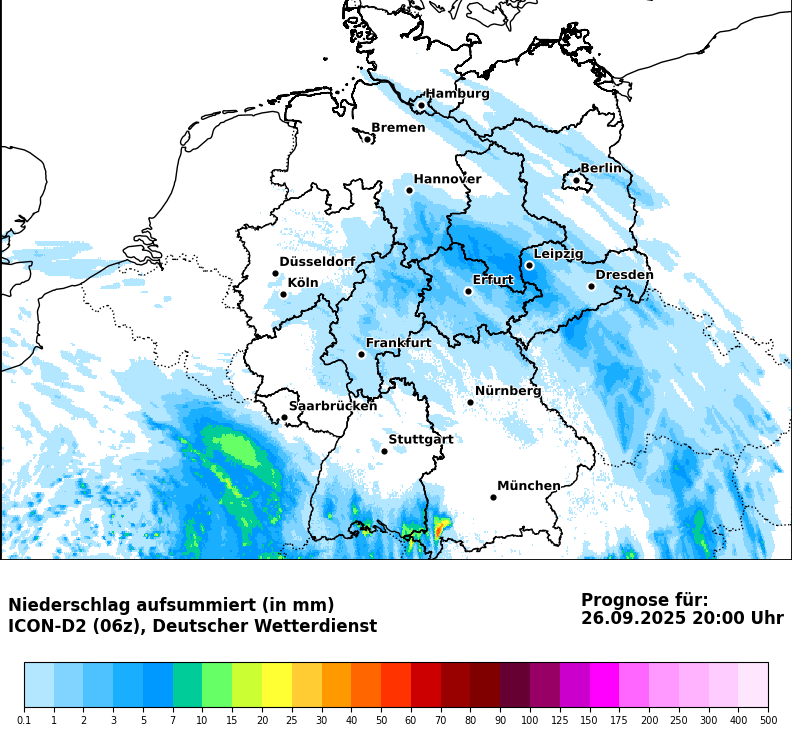 Hamburg
Bremen
Berlin
Hannover
Düsseldorf
Leipzig
Köln
Erfurt
Dresden
Frankfurt
Nürnberg
Saarbrücken
Stuttgart
München
Niederschlag aufsummiert (in mm)
ICON-D2 (06z), Deutscher Wetterdienst
Prognose für:
26.09.2025 20:00 Uhr
0.1 1 2 3 5 7 10 15 20 25 30 40 50 60 70 80 90 100 125 150 175 200 250 300 400 500